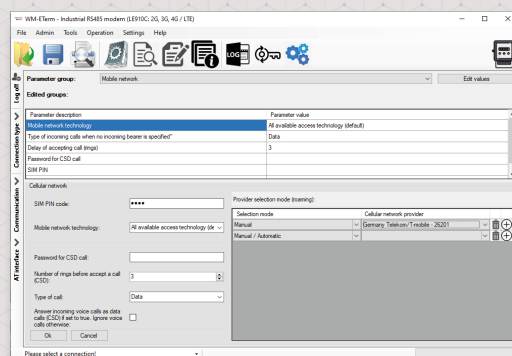 WM-ETerm - Industrial RS485 modem (LE910C: 2G, 3G, 4G / LTE)
File Admin Tools Operation Settings Help
LOG
Parameter group: Mobile network Edit values
Edited groups:
Log off
Connection type
Communication
AT interface
Parameter description Parameter value
Mobile network technology All available access technology (default)
Type of incoming calls when no incoming bearer is specified" Data
Delay of accepting call (rings) 3
Password for CSD call
SIM PIN
Cellular network
SIM PIN code: ●●●●
Mobile network technology: All available access technology (de
Password for CSD call:
Number of rings before accept a call (CSD): 3
Type of call: Data
Answer incoming voice calls as data
calls (CSD) if set to true. Ignore voice
calls otherwise:
Ok Cancel
Provider selection mode (roaming):
Selection mode Cellular network provider
Manual Germany Telekom/T-mobile - 26201
Manual / Automatic
Please select a connection!